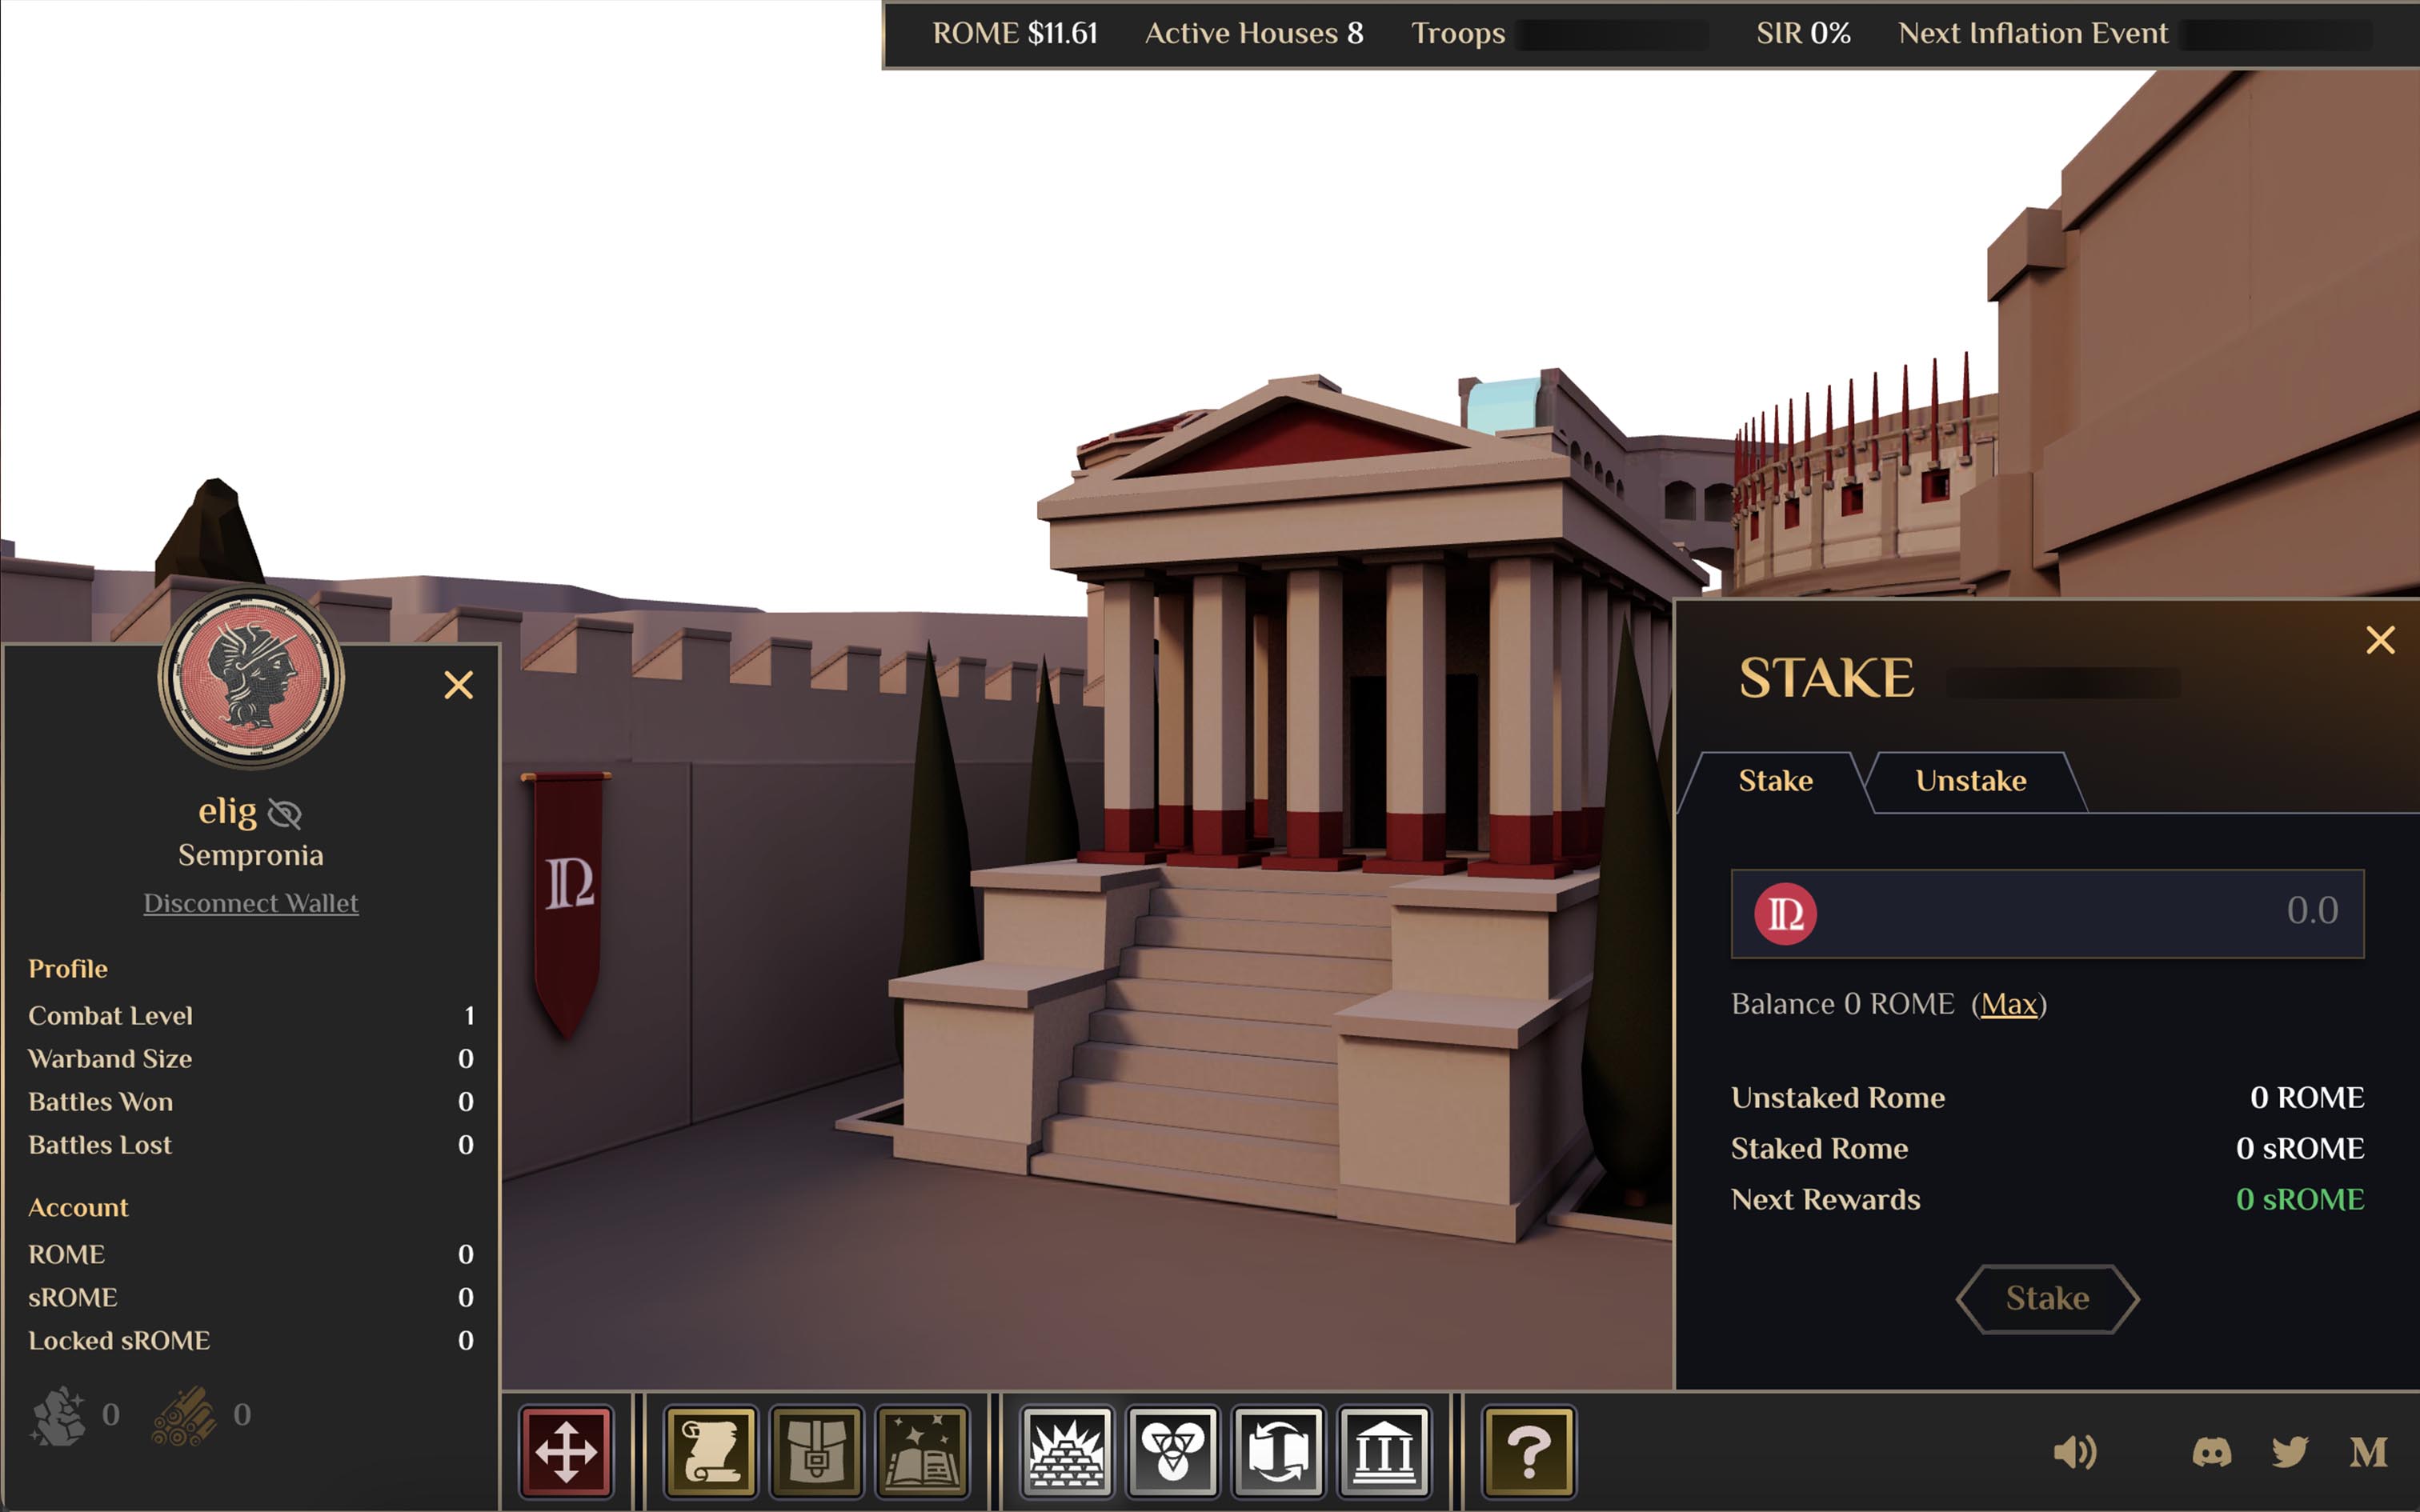 ROME $11.61 Active Houses 8 Troops SIR 0% Next Inflation Event
elig
Sempronia
Disconnect Wallet
Profile
Combat Level 1
Warband Size 0
Battles Won 0
Battles Lost 0
Account
ROME 0
sROME 0
Locked sROME 0
0 0
STAKE
Stake Unstake
0.0
Balance 0 ROME (Max)
Unstaked Rome 0 ROME
Staked Rome 0 sROME
Next Rewards 0 sROME
Stake
?
M